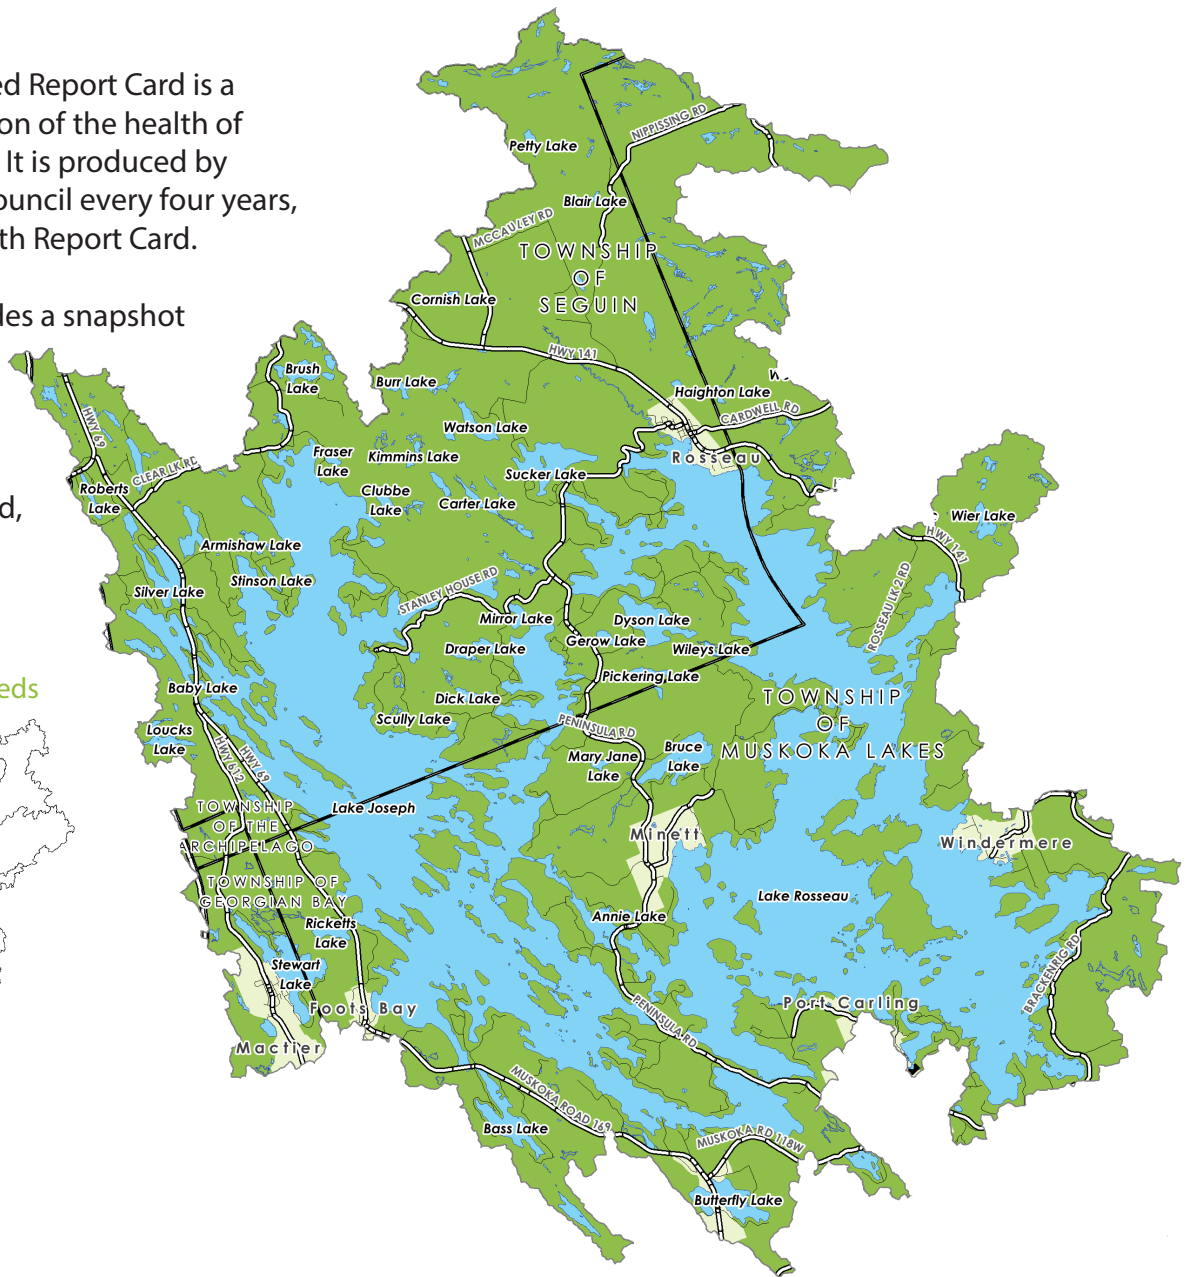 ed Report Card is a
on of the health of
It is produced by
ouncil every four years,
th Report Card.
des a snapshot
d,
eds
Petty Lake
NIPPISSING RD
Blair Lake
MCCAULEY RD
TOWNSHIP
OF
SEGUIN
Cornish Lake
HWY 141
Brush
Lake
Burr Lake
Haighton Lake
CARDWELL RD
HWY 69
Watson Lake
Rosseau
Fraser
Lake
Kimmins Lake
CLEAR LK RD
Sucker Lake
Roberts
Lake
Clubbe
Lake
Carter Lake
Wier Lake
HWY 141
Armishaw Lake
Stinson Lake
Silver Lake
STANLEY HOUSE RD
ROSSEAU LK 2 RD
Mirror Lake
Dyson Lake
Gerow Lake
Draper Lake
Wileys Lake
Pickering Lake
Baby Lake
Dick Lake
Scully Lake
TOWNSHIP
OF
MUSKOKA LAKES
Loucks
Lake
PENINSULA RD
HWY 612
HWY 69
Mary Jane
Lake
Bruce
Lake
Lake Joseph
TOWNSHIP
OF THE
ARCHIPELAGO
Minett
Windermere
TOWNSHIP OF
GEORGIAN BAY
Lake Rosseau
Annie Lake
Ricketts
Lake
Stewart
Lake
BRACKENRIG RD
Foots Bay
Port Carling
PENINSULA RD
Mactier
MUSKOKA ROAD 169
Bass Lake
MUSKOKA RD 118W
Butterfly Lake